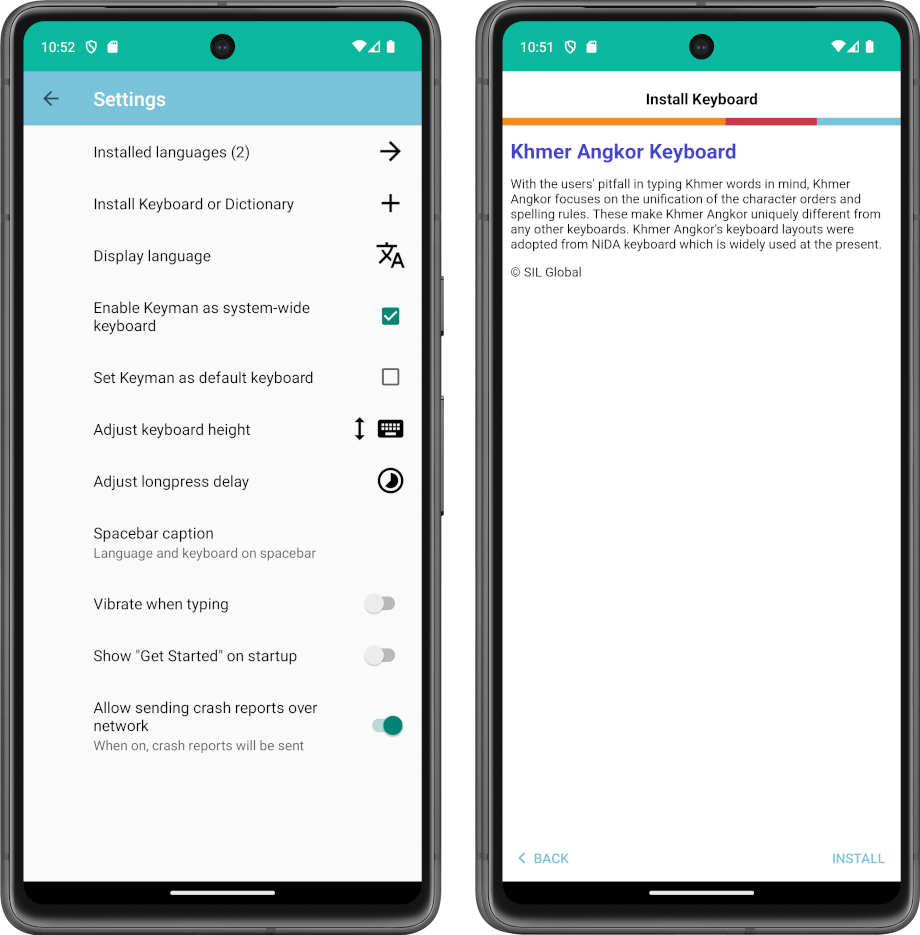 10:52
Settings
Installed languages (2)
Install Keyboard or Dictionary
Display language
Enable Keyman as system-wide
keyboard
Set Keyman as default keyboard
Adjust keyboard height
Adjust longpress delay
Spacebar caption
Language and keyboard on spacebar
Vibrate when typing
Show "Get Started" on startup
Allow sending crash reports over
network
When on, crash reports will be sent
10:51
Install Keyboard
Khmer Angkor Keyboard
With the users' pitfall in typing Khmer words in mind, Khmer
Angkor focuses on the unification of the character orders and
spelling rules. These make Khmer Angkor uniquely different from
any other keyboards. Khmer Angkor's keyboard layouts were
adopted from NiDA keyboard which is widely used at the present.
© SIL Global
BACK
INSTALL